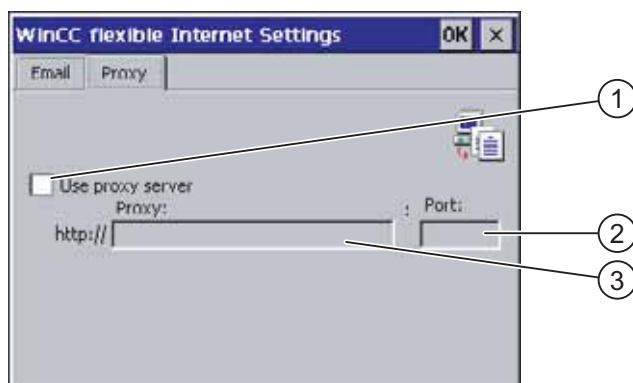 WinCC flexible Internet Settings OK ×
Email Proxy
1
Use proxy server
Proxy: : Port:
http://
2
3